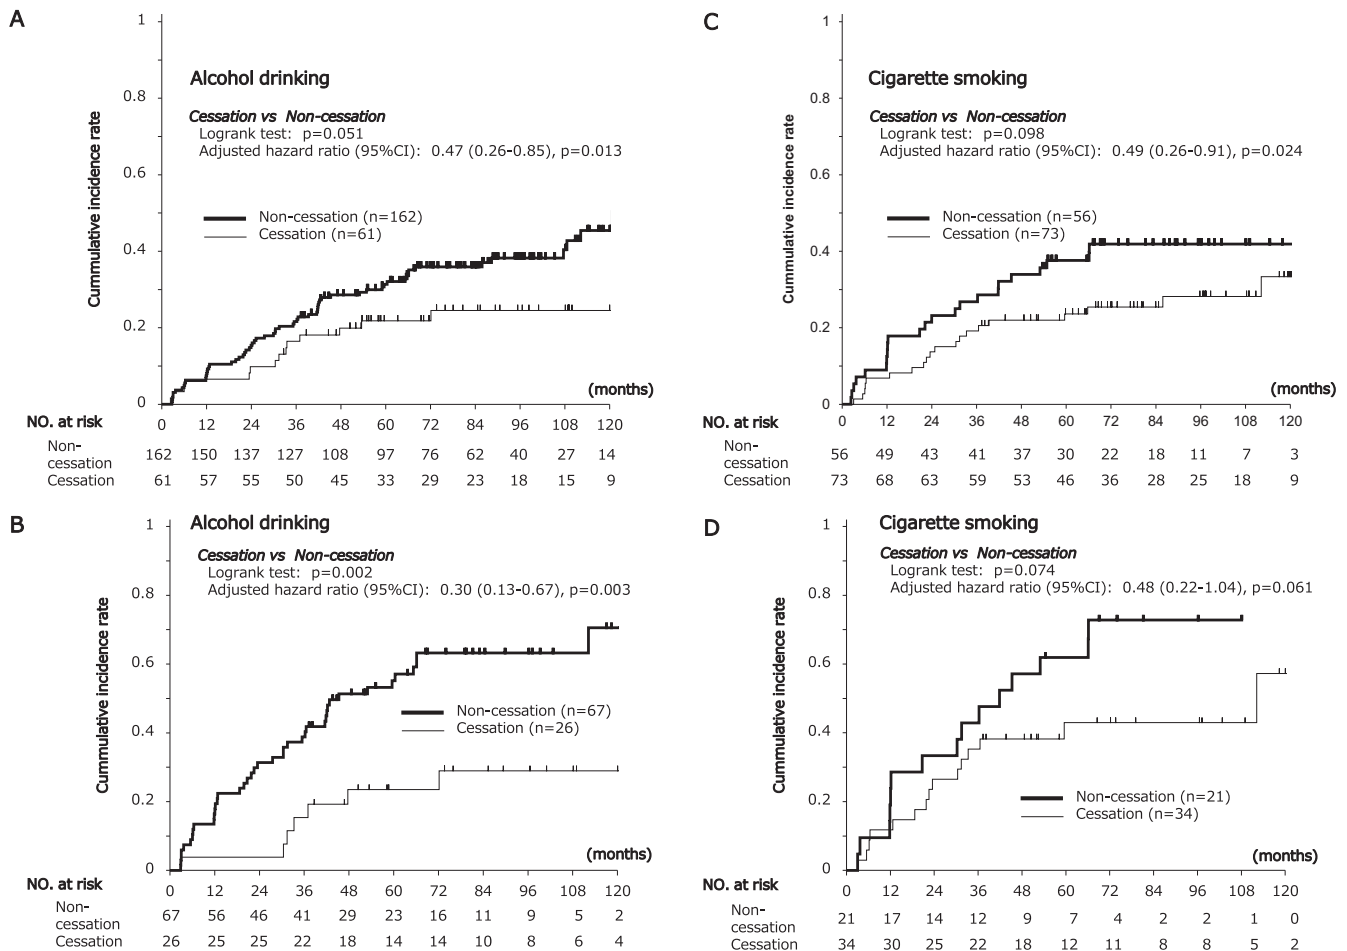 A
1
0.8
0.6
0.4
0.2
0
Cummulative incidence rate
Alcohol drinking
Cessation vs Non-cessation
Logrank test: p=0.051
Adjusted hazard ratio (95%CI): 0.47 (0.26-0.85), p=0.013
Non-cessation (n=162)
Cessation (n=61)
(months)
NO. at risk
0 12 24 36 48 60 72 84 96 108 120
Non-
cessation
162 150 137 127 108 97 76 62 40 27 14
Cessation 61 57 55 50 45 33 29 23 18 15 9
C
1
0.8
0.6
0.4
0.2
0
Cummulative incidence rate
Cigarette smoking
Cessation vs Non-cessation
Logrank test: p=0.098
Adjusted hazard ratio (95%CI): 0.49 (0.26-0.91), p=0.024
Non-cessation (n=56)
Cessation (n=73)
(months)
NO. at risk
0 12 24 36 48 60 72 84 96 108 120
Non-
cessation
56 49 43 41 37 30 22 18 11 7 3
Cessation 73 68 63 59 53 46 36 28 25 18 9
B
1
0.8
0.6
0.4
0.2
0
Cummulative incidence rate
Alcohol drinking
Cessation vs Non-cessation
Logrank test: p=0.002
Adjusted hazard ratio (95%CI): 0.30 (0.13-0.67), p=0.003
Non-cessation (n=67)
Cessation (n=26)
(months)
NO. at risk
0 12 24 36 48 60 72 84 96 108 120
Non-
cessation
67 56 46 41 29 23 16 11 9 5 2
Cessation 26 25 25 22 18 14 14 10 8 6 4
D
1
0.8
0.6
0.4
0.2
0
Cummulative incidence rate
Cigarette smoking
Cessation vs Non-cessation
Logrank test: p=0.074
Adjusted hazard ratio (95%CI): 0.48 (0.22-1.04), p=0.061
Non-cessation (n=21)
Cessation (n=34)
(months)
NO. at risk
0 12 24 36 48 60 72 84 96 108 120
Non-
cessation
21 17 14 12 9 7 4 2 2 1 0
Cessation 34 30 25 22 18 12 11 8 8 5 2